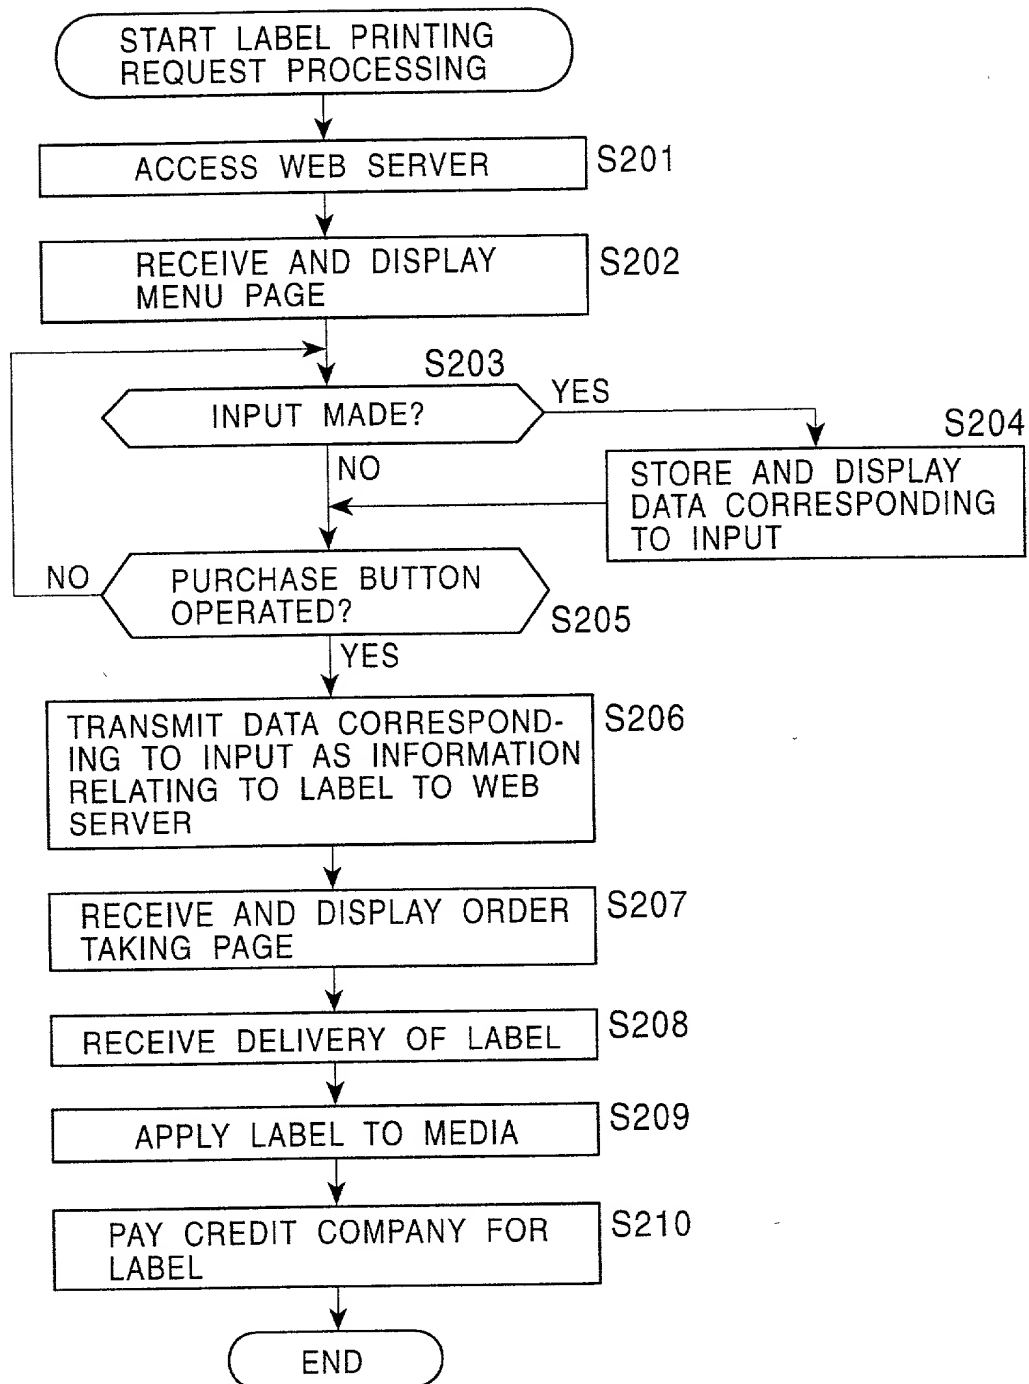 START LABEL PRINTING
REQUEST PROCESSING
ACCESS WEB SERVER
S201
RECEIVE AND DISPLAY
MENU PAGE
S202
S203
INPUT MADE?
YES
NO
S204
STORE AND DISPLAY
DATA CORRESPONDING
TO INPUT
NO
PURCHASE BUTTON
OPERATED?
S205
YES
TRANSMIT DATA CORRESPOND-
ING TO INPUT AS INFORMATION
RELATING TO LABEL TO WEB
SERVER
S206
RECEIVE AND DISPLAY ORDER
TAKING PAGE
S207
RECEIVE DELIVERY OF LABEL
S208
APPLY LABEL TO MEDIA
S209
PAY CREDIT COMPANY FOR
LABEL
S210
END